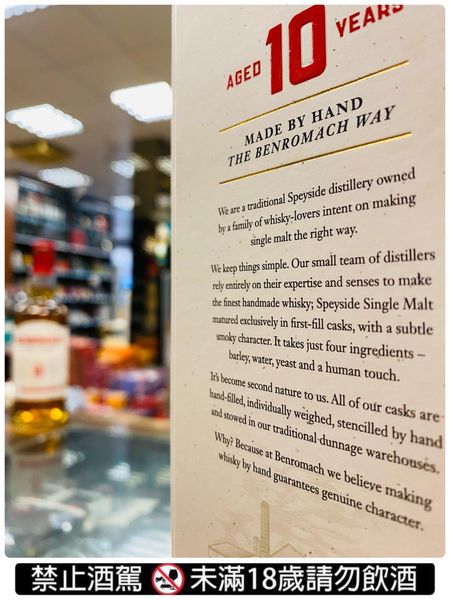 AGED 10 YEARS
MADE BY HAND
THE BENROMACH WAY
We are a traditional Speyside distillery owned
by a family of whisky-lovers intent on making
single malt the right way.
We keep things simple. Our small team of distillers
rely entirely on their expertise and senses to make
the finest handmade whisky; Speyside Single Malt
matured exclusively in first-fill casks, with a subtle
smoky character. It takes just four ingredients –
barley, water, yeast and a human touch.
It's become second nature to us. All of our casks are
hand-filled, individually weighed, stencilled by hand
and stowed in our traditional dunnage warehouses.
Why? Because at Benromach we believe making
whisky by hand guarantees genuine character.
禁止酒駕 未滿18歲請勿飲酒